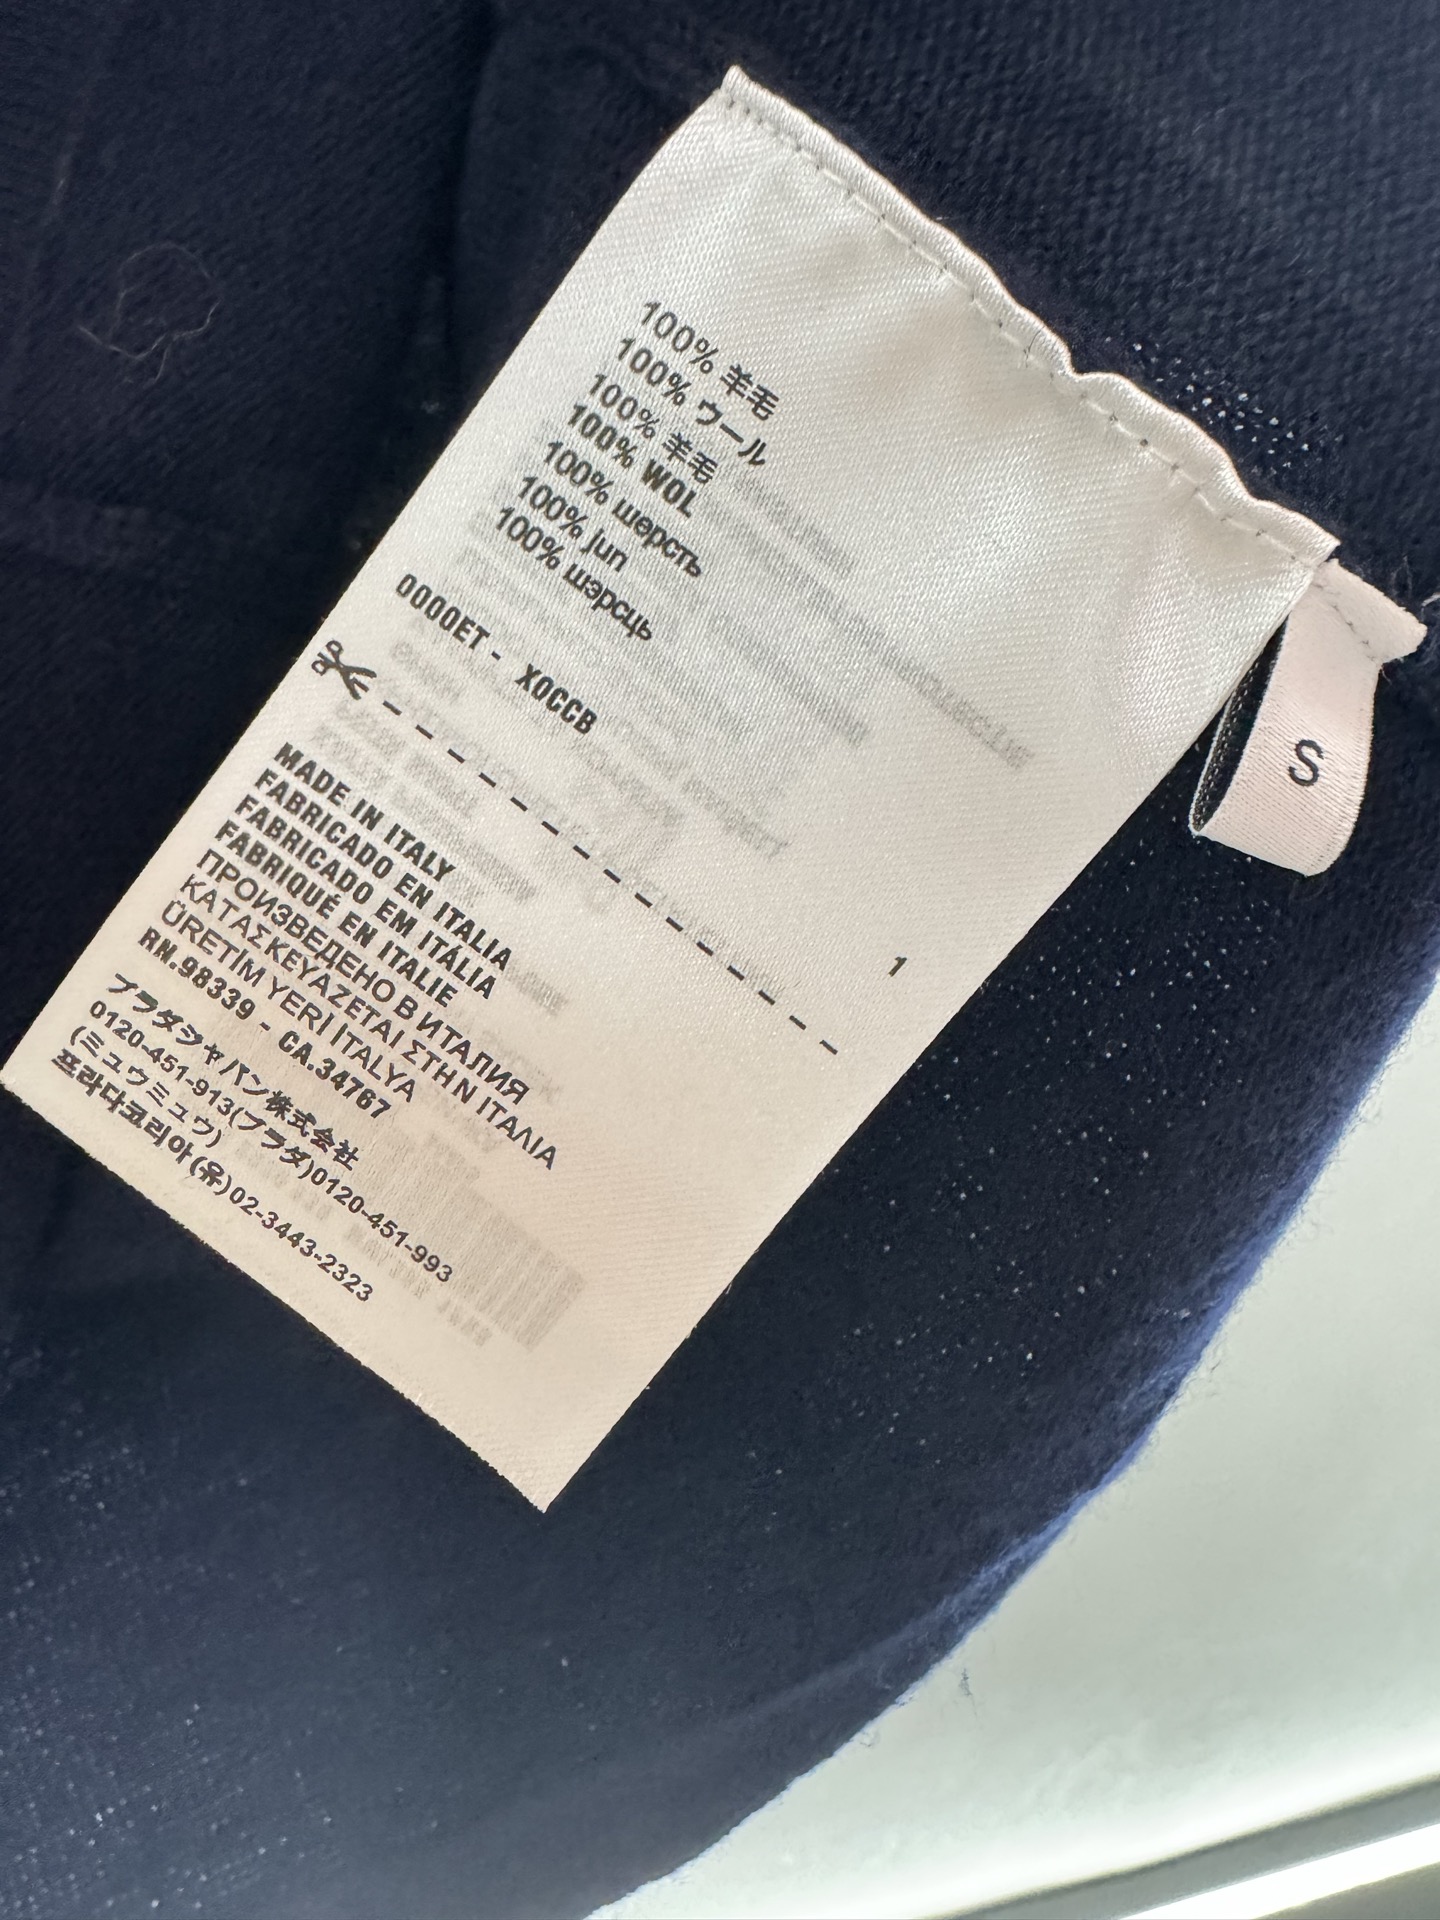 100% 羊毛
100% ウール
100% 羊毛
100% WOL
100% шерсть
100% jun
100% шэрсць
0000ET - X0CCB
1
MADE IN ITALY
FABRICADO EN ITALIA
FABRICADO EM ITÁLIA
FABRIQUÉ EN ITALIE
ПРОИЗВЕДЕНО В ИТАЛИЯ
ΚΑΤΑΣΚΕΥΑΖΕΤΑΙ ΣΤΗΝ ΙΤΑΛΙΑ
ÜRETİM YERİ İTALYA
RN.98339 - CA.34767
プラダジャパン株式会社
0120-451-913(プラダ)0120-451-993
(ミュウミュウ)
프라다코리아(유)02-3443-2323
S